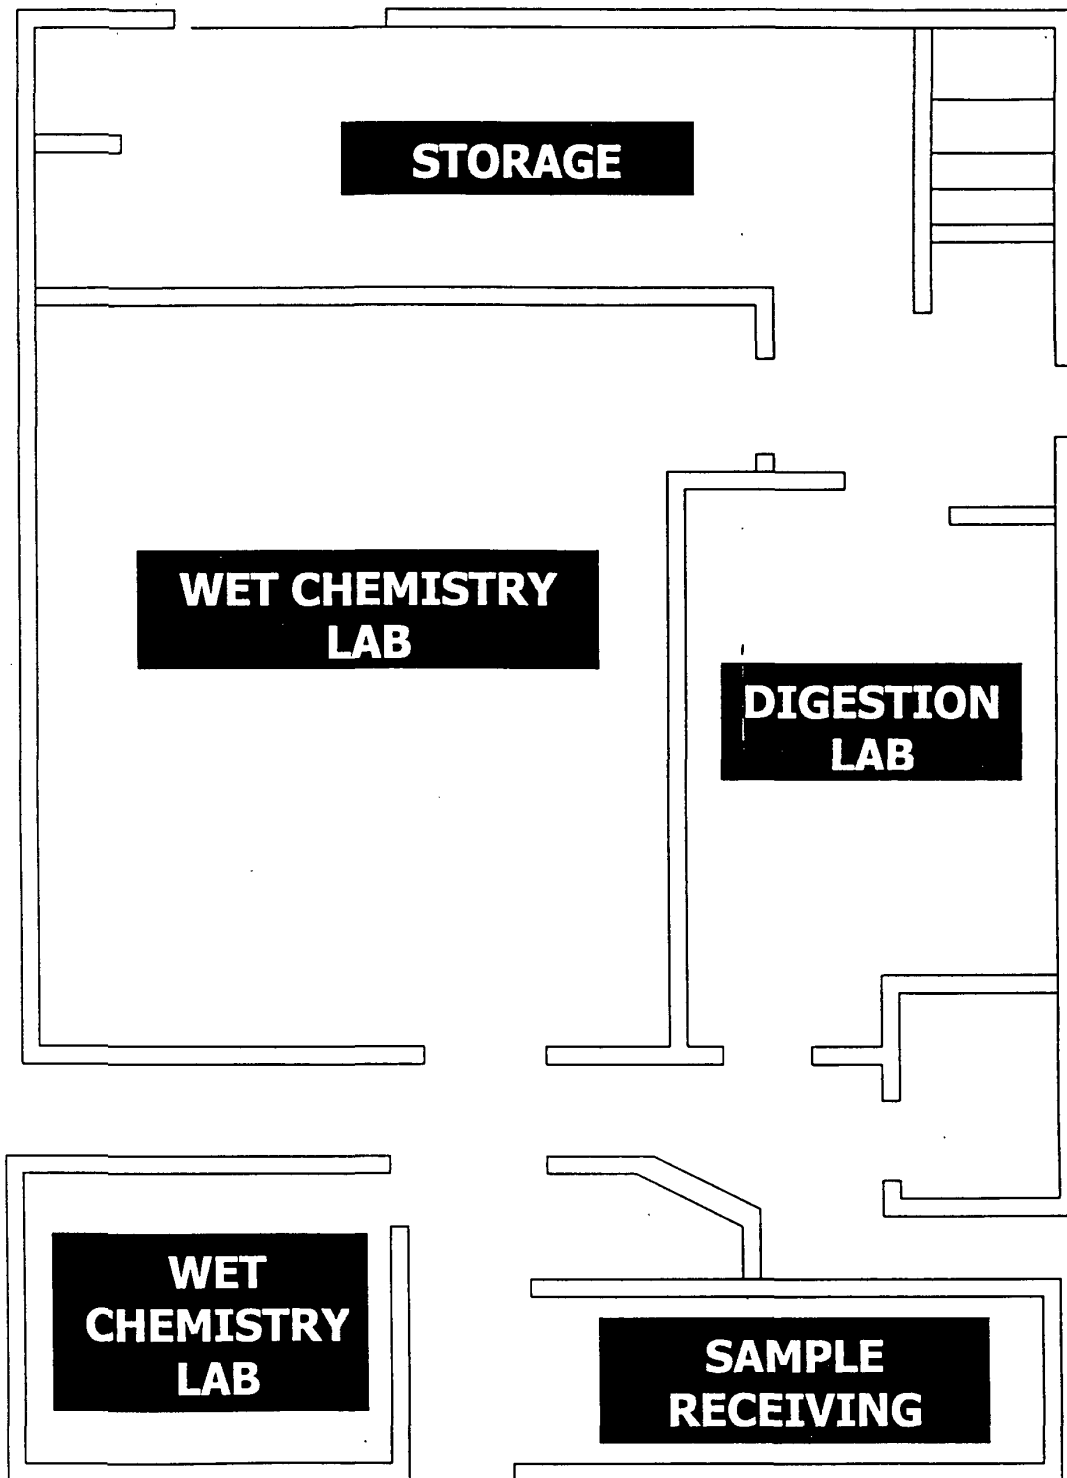 STORAGE
WET CHEMISTRY
LAB
DIGESTION
LAB
WET
CHEMISTRY
LAB
SAMPLE
RECEIVING